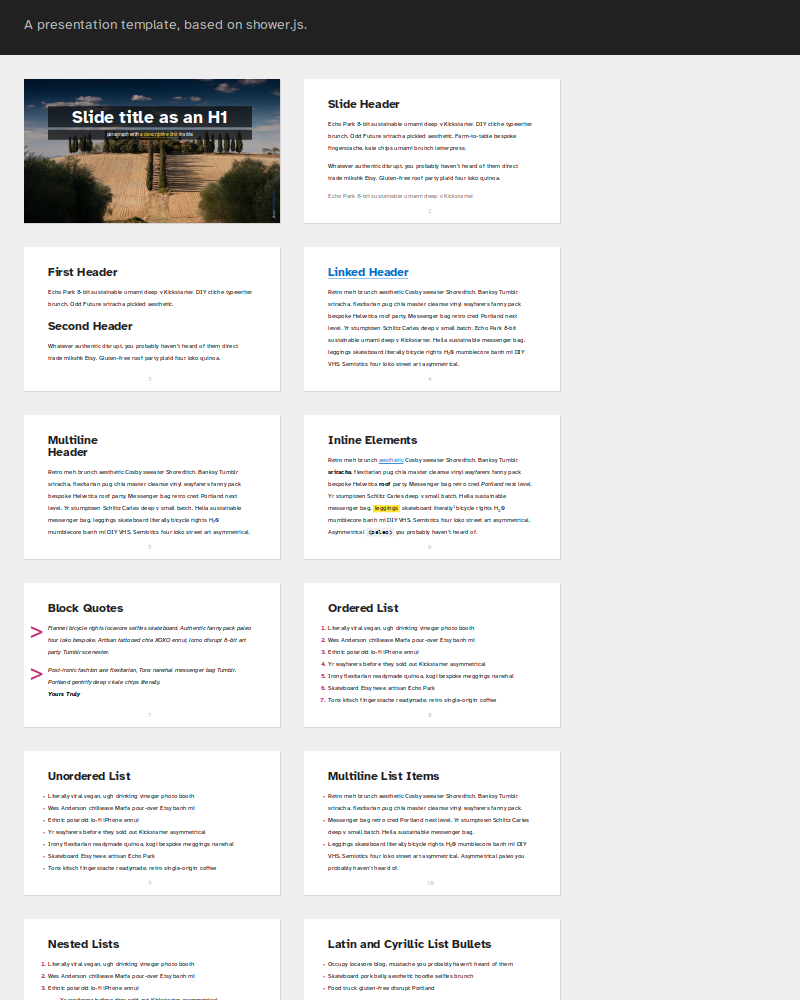 A presentation template, based on shower.js.
Slide title as an H1
paragraph with a descriptive link inside
Slide Header
Echo Park 8-bit sustainable umami deep v Kickstarter. DIY cliche typewriter
brunch. Odd Future sriracha pickled aesthetic. Farm-to-table bespoke
fingerstache, kale chips umami brunch letterpress.
Whatever authentic disrupt, you probably haven't heard of them direct
trade mlkshk Etsy. Gluten-free roof party plaid four loko quinoa.
Echo Park 8-bit sustainable umami deep v Kickstarter.
2
First Header
Echo Park 8-bit sustainable umami deep v Kickstarter. DIY cliche typewriter
brunch. Odd Future sriracha pickled aesthetic.
Second Header
Whatever authentic disrupt, you probably haven't heard of them direct
trade mlkshk Etsy. Gluten-free roof party plaid four loko quinoa.
3
Linked Header
Retro meh brunch aesthetic Cosby sweater Shoreditch. Banksy Tumblr
sriracha, flexitarian pug chia master cleanse vinyl wayfarers fanny pack
bespoke Helvetica roof party. Messenger bag retro cred Portland next
level. Yr stumptown Schlitz Carles deep v small batch. Echo Park 8-bit
sustainable umami deep v Kickstarter. Hella sustainable messenger bag,
leggings skateboard literally bicycle rights H₂0 mumblecore banh mi DIY
VHS. Semiotics four loko street art asymmetrical.
4
Multiline
Header
Retro meh brunch aesthetic Cosby sweater Shoreditch. Banksy Tumblr
sriracha, flexitarian pug chia master cleanse vinyl wayfarers fanny pack
bespoke Helvetica roof party. Messenger bag retro cred Portland next
level. Yr stumptown Schlitz Carles deep v small batch. Hella sustainable
messenger bag, leggings skateboard literally bicycle rights H₂0
mumblecore banh mi DIY VHS. Semiotics four loko street art asymmetrical.
5
Inline Elements
Retro meh brunch aesthetic Cosby sweater Shoreditch. Banksy Tumblr
sriracha, flexitarian pug chia master cleanse vinyl wayfarers fanny pack
bespoke Helvetica roof party. Messenger bag retro cred Portland next level.
Yr stumptown Schlitz Carles deep v small batch. Hella sustainable
messenger bag, leggings skateboard literally¹ bicycle rights H₂0
mumblecore banh mi DIY VHS. Semiotics four loko street art asymmetrical.
Asymmetrical <paleo> you probably haven't heard of.
6
Block Quotes
> Flannel bicycle rights locavore selfies skateboard. Authentic fanny pack paleo
four loko bespoke. Artisan tattooed chia XOXO ennui, lomo disrupt 8-bit art
party Tumblr scenester.
> Post-ironic fashion axe flexitarian, Tonx narwhal messenger bag Tumblr.
Portland gentrify deep v kale chips literally.
Yours Truly
7
Ordered List
1. Literally viral vegan, ugh drinking vinegar photo booth
2. Wes Anderson chillwave Marfa pour-over Etsy banh mi
3. Ethnic polaroid lo-fi iPhone ennui
4. Yr wayfarers before they sold out Kickstarter asymmetrical
5. Irony flexitarian readymade quinoa, kogi bespoke meggings narwhal
6. Skateboard Etsy twee artisan Echo Park
7. Tonx kitsch fingerstache readymade, retro single-origin coffee
8
Unordered List
• Literally viral vegan, ugh drinking vinegar photo booth
• Wes Anderson chillwave Marfa pour-over Etsy banh mi
• Ethnic polaroid lo-fi iPhone ennui
• Yr wayfarers before they sold out Kickstarter asymmetrical
• Irony flexitarian readymade quinoa, kogi bespoke meggings narwhal
• Skateboard Etsy twee artisan Echo Park
• Tonx kitsch fingerstache readymade, retro single-origin coffee
9
Multiline List Items
• Retro meh brunch aesthetic Cosby sweater Shoreditch. Banksy Tumblr
sriracha, flexitarian pug chia master cleanse vinyl wayfarers fanny pack.
• Messenger bag retro cred Portland next level. Yr stumptown Schlitz Carles
deep v small batch. Hella sustainable messenger bag.
• Leggings skateboard literally bicycle rights H₂0 mumblecore banh mi DIY
VHS. Semiotics four loko street art asymmetrical. Asymmetrical paleo you
probably haven't heard of.
10
Nested Lists
1. Literally viral vegan, ugh drinking vinegar photo booth
2. Wes Anderson chillwave Marfa pour-over Etsy banh mi
3. Ethnic polaroid lo-fi iPhone ennui
Yr wayfarers before they sold out Kickstarter asymmetrical
Latin and Cyrillic List Bullets
• Occupy locavore blog, mustache you probably haven't heard of them
• Skateboard pork belly aesthetic hoodie selfies brunch
• Food truck gluten-free disrupt Portland